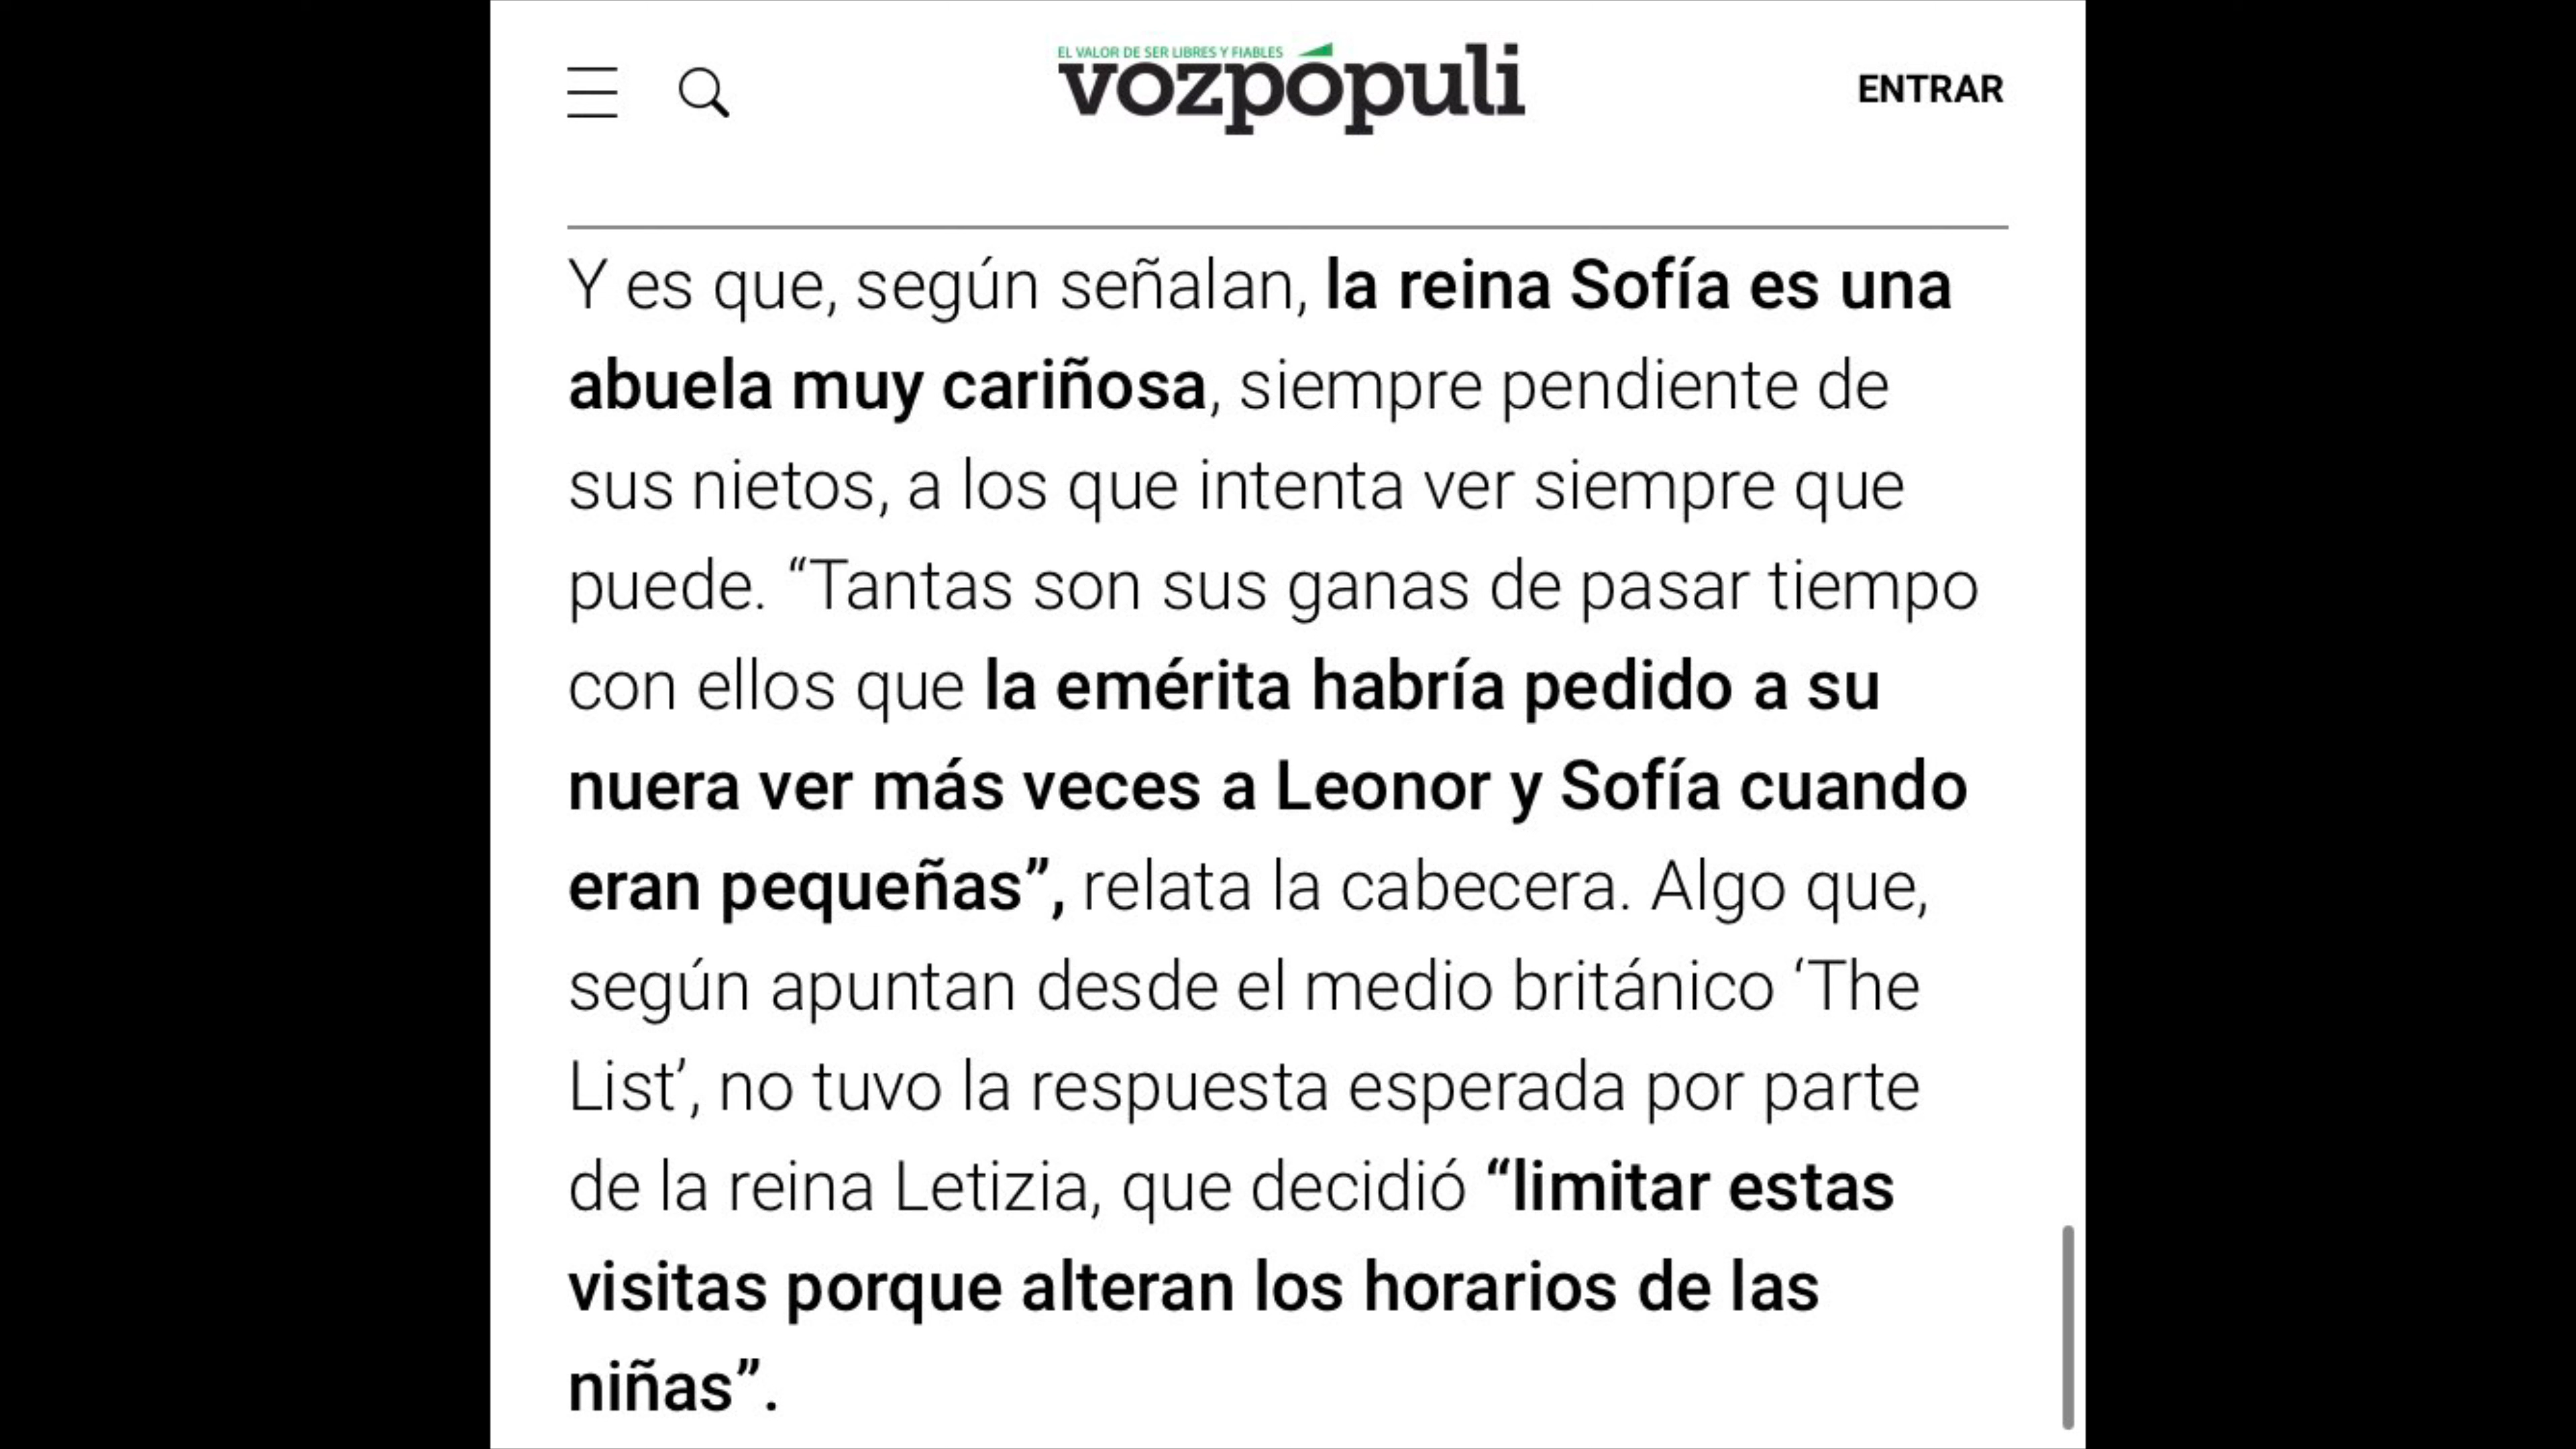 EL VALOR DE SER LIBRES Y FIABLES
vozpópuli
ENTRAR
Y es que, según señalan, la reina Sofía es una
abuela muy cariñosa, siempre pendiente de
sus nietos, a los que intenta ver siempre que
puede. “Tantas son sus ganas de pasar tiempo
con ellos que la emérita habría pedido a su
nuera ver más veces a Leonor y Sofía cuando
eran pequeñas”, relata la cabecera. Algo que,
según apuntan desde el medio británico ‘The
List’, no tuvo la respuesta esperada por parte
de la reina Letizia, que decidió “limitar estas
visitas porque alteran los horarios de las
niñas”.